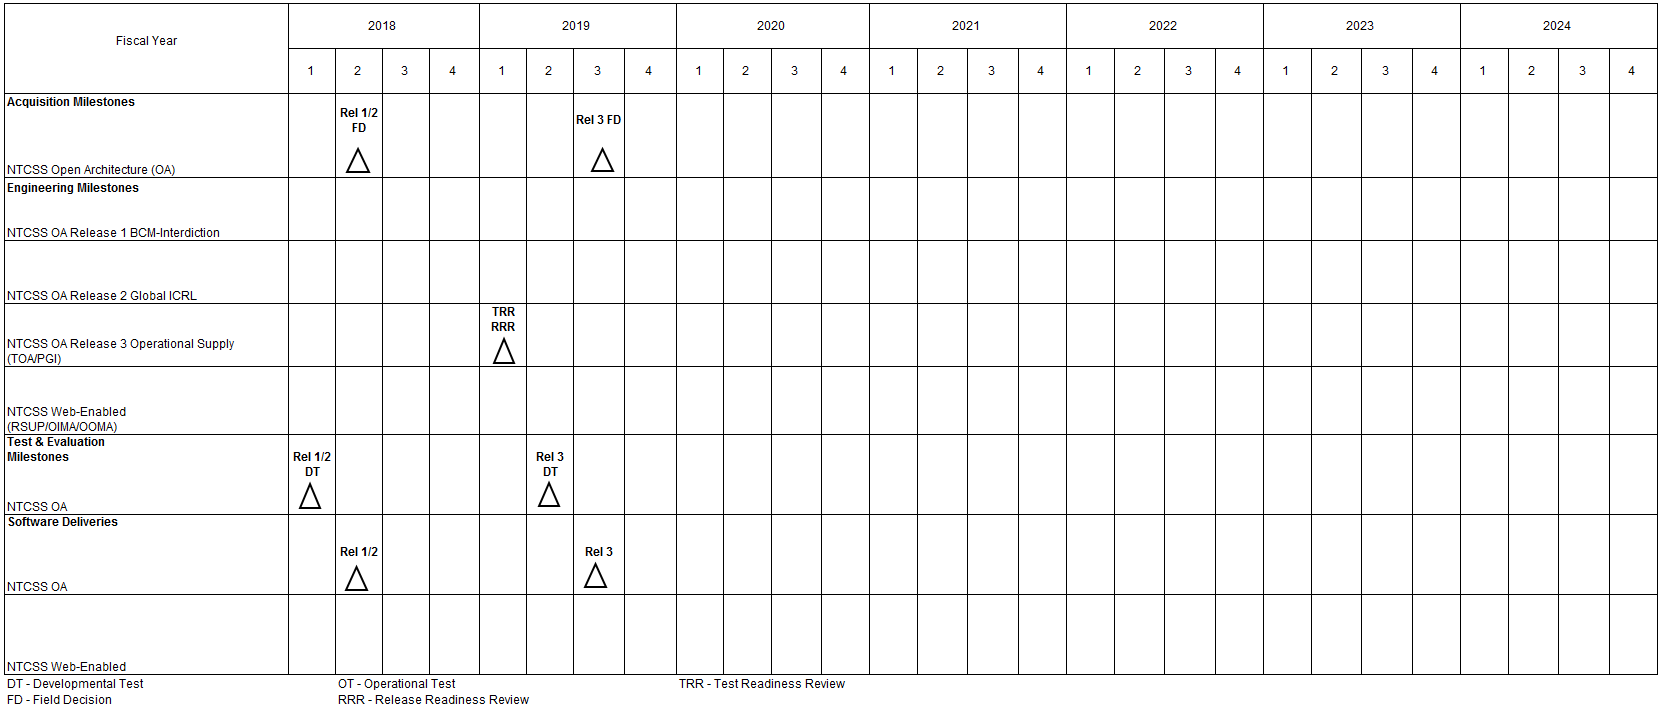 Fiscal Year
2018 2019 2020 2021 2022 2023 2024
1 2 3 4 1 2 3 4 1 2 3 4 1 2 3 4 1 2 3 4 1 2 3 4 1 2 3 4
Acquisition Milestones
Rel 1/2
FD
Rel 3 FD
NTCSS Open Architecture (OA)
Engineering Milestones
NTCSS OA Release 1 BCM-Interdiction
NTCSS OA Release 2 Global ICRL
TRR
RRR
NTCSS OA Release 3 Operational Supply
(TOA/PGI)
NTCSS Web-Enabled
(RSUP/OIMA/OOMA)
Test & Evaluation
Milestones
Rel 1/2
DT
Rel 3
DT
NTCSS OA
Software Deliveries
Rel 1/2
Rel 3
NTCSS OA
NTCSS Web-Enabled
DT - Developmental Test OT - Operational Test TRR - Test Readiness Review
FD - Field Decision RRR - Release Readiness Review